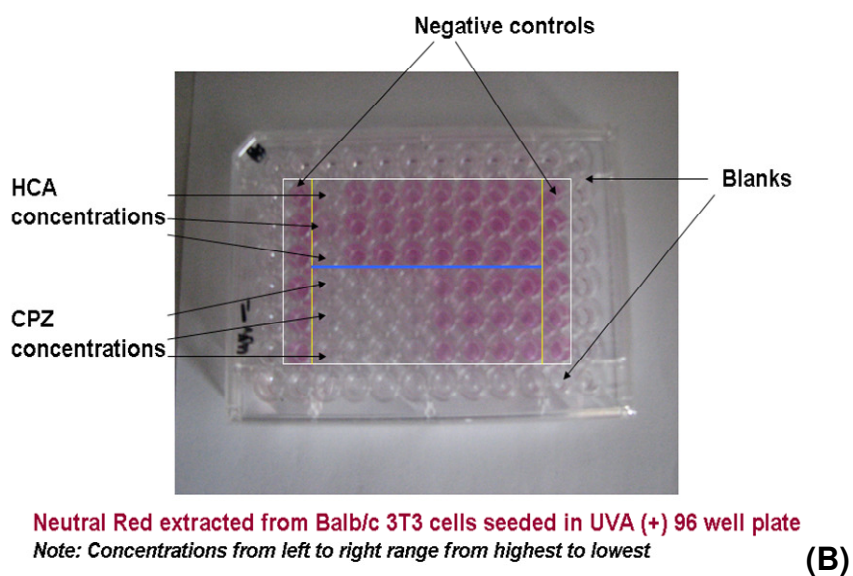 Negative controls
HCA
concentrations
Blanks
CPZ
concentrations
Neutral Red extracted from Balb/c 3T3 cells seeded in UVA (+) 96 well plate
Note: Concentrations from left to right range from highest to lowest
(B)